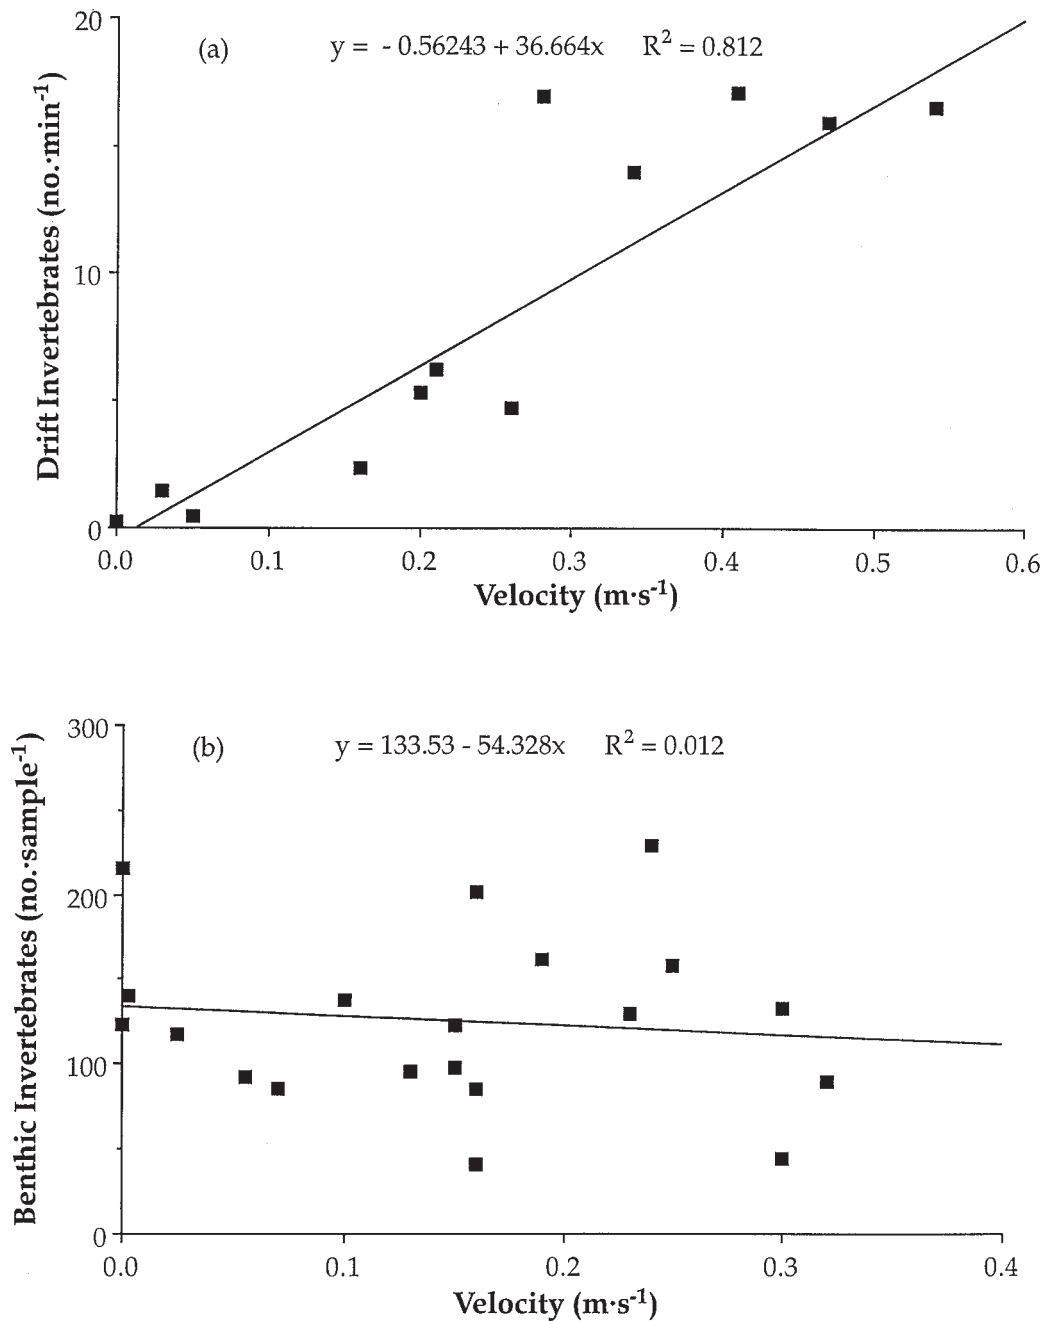 20
(a) y = - 0.56243 + 36.664x R² = 0.812
10
0
Drift Invertebrates (no.·min⁻¹)
0.0 0.1 0.2 0.3 0.4 0.5 0.6
Velocity (m·s⁻¹)
300
(b) y = 133.53 - 54.328x R² = 0.012
200
100
0
Benthic Invertebrates (no.·sample⁻¹)
0.0 0.1 0.2 0.3 0.4
Velocity (m·s⁻¹)